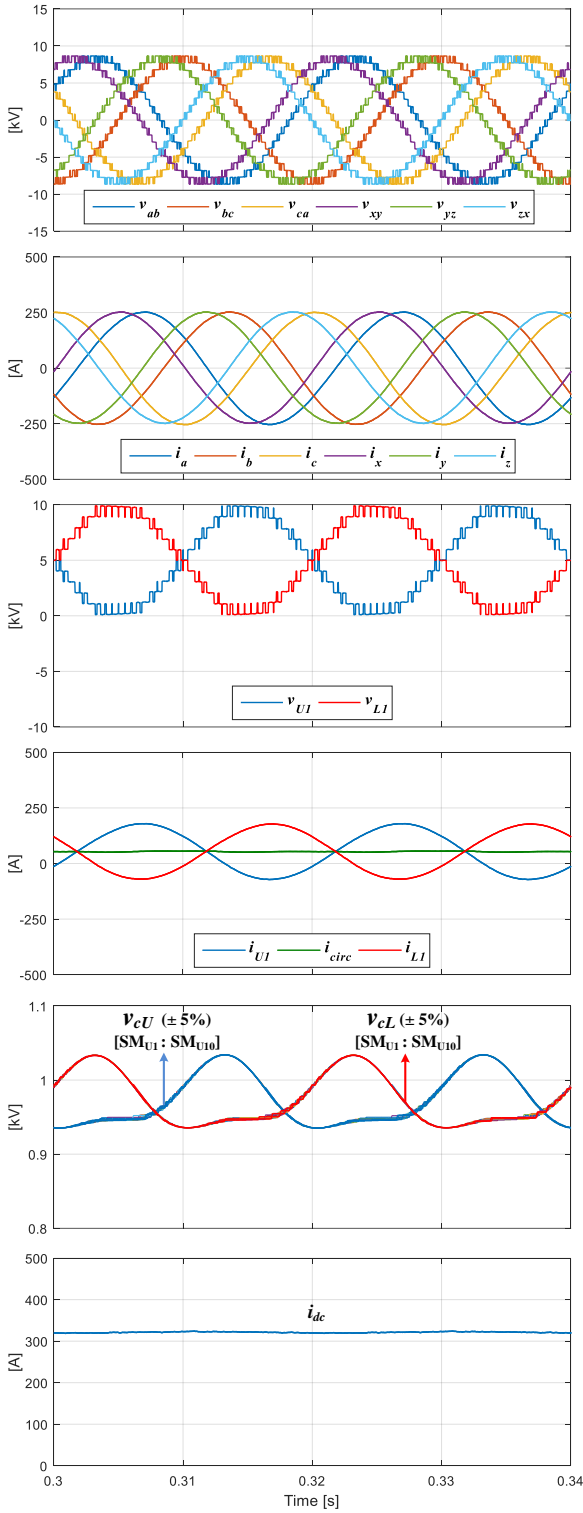 15
10
5
0
-5
-10
-15
[kV]
v_ab v_bc v_ca v_xy v_yz v_zx
500
250
0
-250
-500
[A]
i_a i_b i_c i_x i_y i_z
10
5
0
5
10
[kV]
v_U1 v_L1
500
250
0
-250
-500
[A]
i_U1 i_circ i_L1
1.1
1
0.9
0.8
[kV]
v_cU (± 5%)
[SM_U1 : SM_U10]
v_cL (± 5%)
[SM_U1 : SM_U10]
500
400
300
200
100
0
[A]
i_dc
0.3 0.31 0.32 0.33 0.34
Time [s]